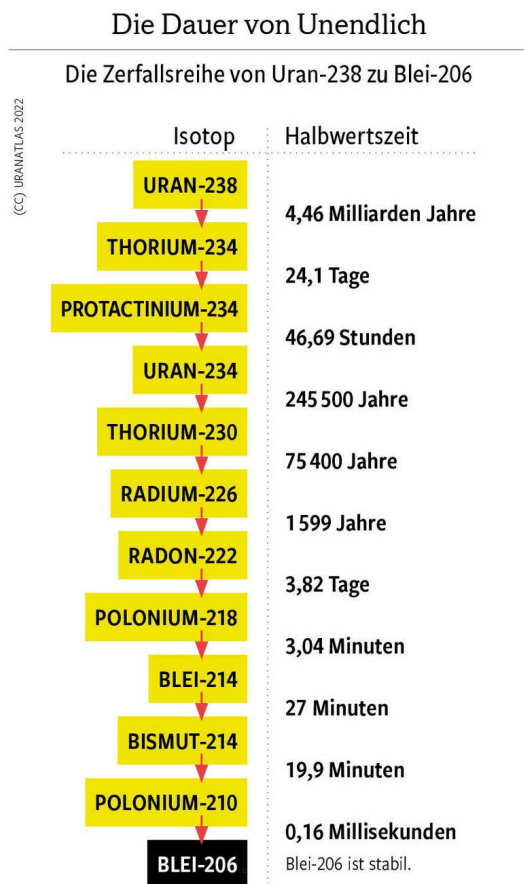 Die Dauer von Unendlich
Die Zerfallsreihe von Uran-238 zu Blei-206
(CC) URANATLAS 2022
Isotop Halbwertszeit
URAN-238
4,46 Milliarden Jahre
THORIUM-234
24,1 Tage
PROTACTINIUM-234
46,69 Stunden
URAN-234
245 500 Jahre
THORIUM-230
75 400 Jahre
RADIUM-226
1 599 Jahre
RADON-222
3,82 Tage
POLONIUM-218
3,04 Minuten
BLEI-214
27 Minuten
BISMUT-214
19,9 Minuten
POLONIUM-210
0,16 Millisekunden
BLEI-206 Blei-206 ist stabil.